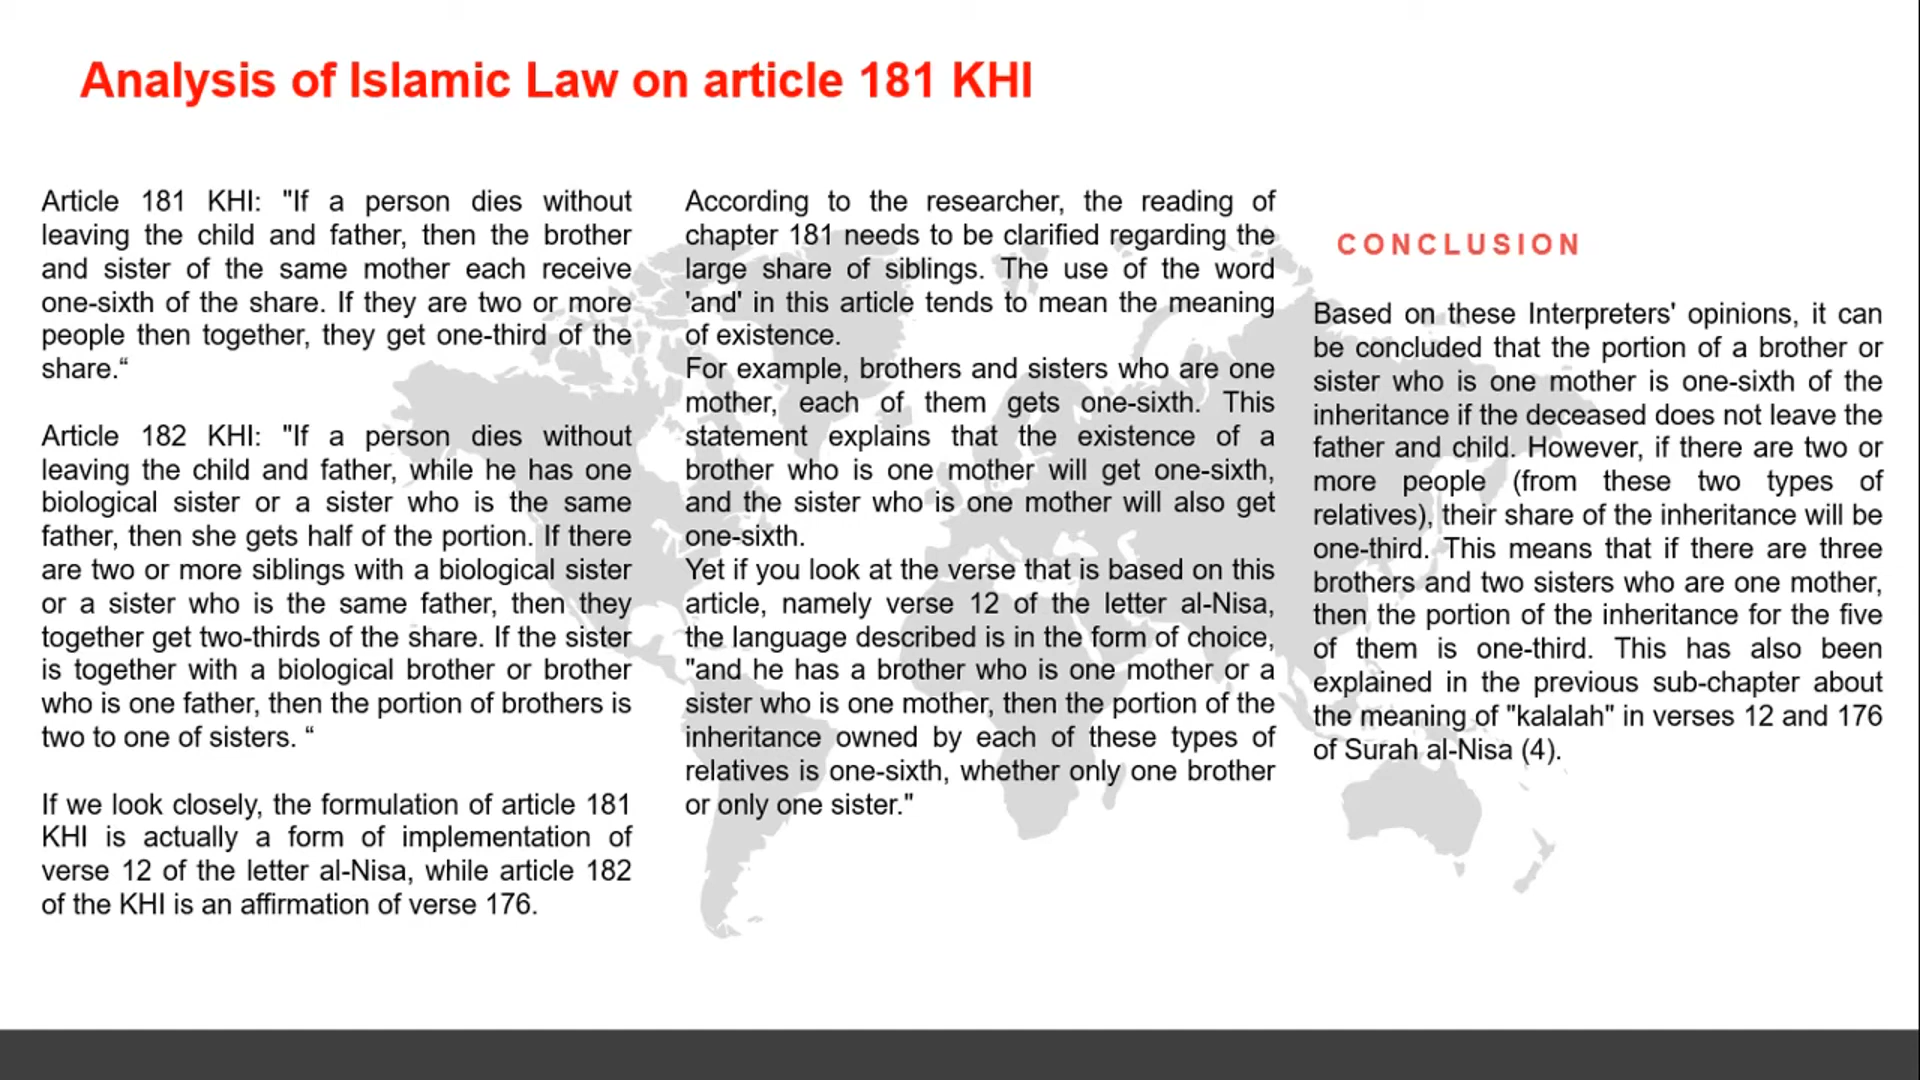 Analysis of Islamic Law on article 181 KHI
Article 181 KHI: "If a person dies without
leaving the child and father, then the brother
and sister of the same mother each receive
one-sixth of the share. If they are two or more
people then together, they get one-third of the
share.“
Article 182 KHI: "If a person dies without
leaving the child and father, while he has one
biological sister or a sister who is the same
father, then she gets half of the portion. If there
are two or more siblings with a biological sister
or a sister who is the same father, then they
together get two-thirds of the share. If the sister
is together with a biological brother or brother
who is one father, then the portion of brothers is
two to one of sisters. “
If we look closely, the formulation of article 181
KHI is actually a form of implementation of
verse 12 of the letter al-Nisa, while article 182
of the KHI is an affirmation of verse 176.
According to the researcher, the reading of
chapter 181 needs to be clarified regarding the
large share of siblings. The use of the word
'and' in this article tends to mean the meaning
of existence.
For example, brothers and sisters who are one
mother, each of them gets one-sixth. This
statement explains that the existence of a
brother who is one mother will get one-sixth,
and the sister who is one mother will also get
one-sixth.
Yet if you look at the verse that is based on this
article, namely verse 12 of the letter al-Nisa,
the language described is in the form of choice,
"and he has a brother who is one mother or a
sister who is one mother, then the portion of the
inheritance owned by each of these types of
relatives is one-sixth, whether only one brother
or only one sister."
CONCLUSION
Based on these Interpreters' opinions, it can
be concluded that the portion of a brother or
sister who is one mother is one-sixth of the
inheritance if the deceased does not leave the
father and child. However, if there are two or
more people (from these two types of
relatives), their share of the inheritance will be
one-third. This means that if there are three
brothers and two sisters who are one mother,
then the portion of the inheritance for the five
of them is one-third. This has also been
explained in the previous sub-chapter about
the meaning of "kalalah" in verses 12 and 176
of Surah al-Nisa (4).